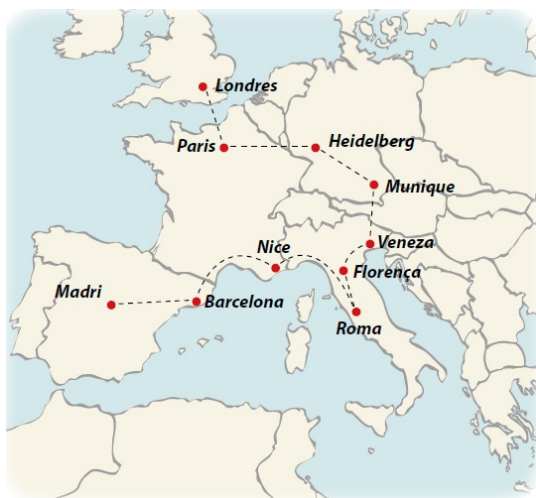 Londres
Paris
Heidelberg
Munique
Veneza
Nice
Florença
Madri
Barcelona
Roma